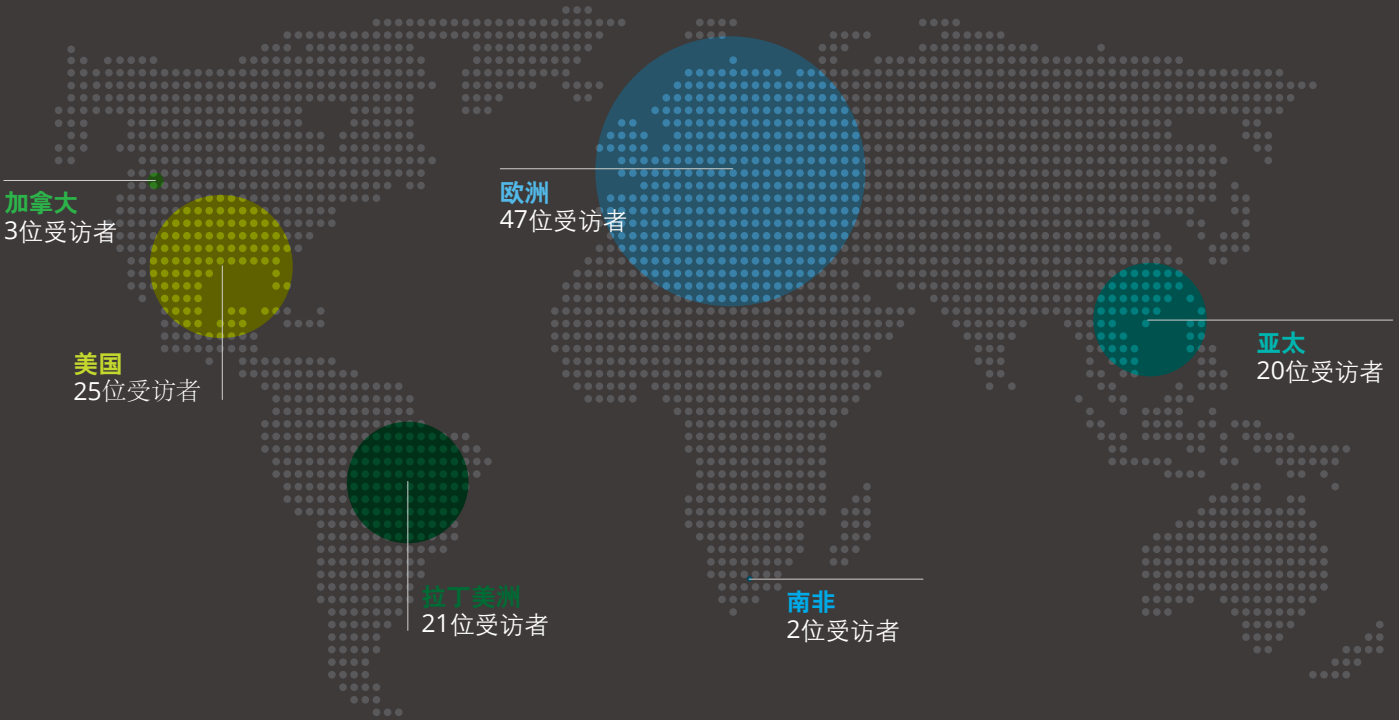 加拿大
3位受访者
欧洲
47位受访者
美国
25位受访者
亚太
20位受访者
拉丁美洲
21位受访者
南非
2位受访者